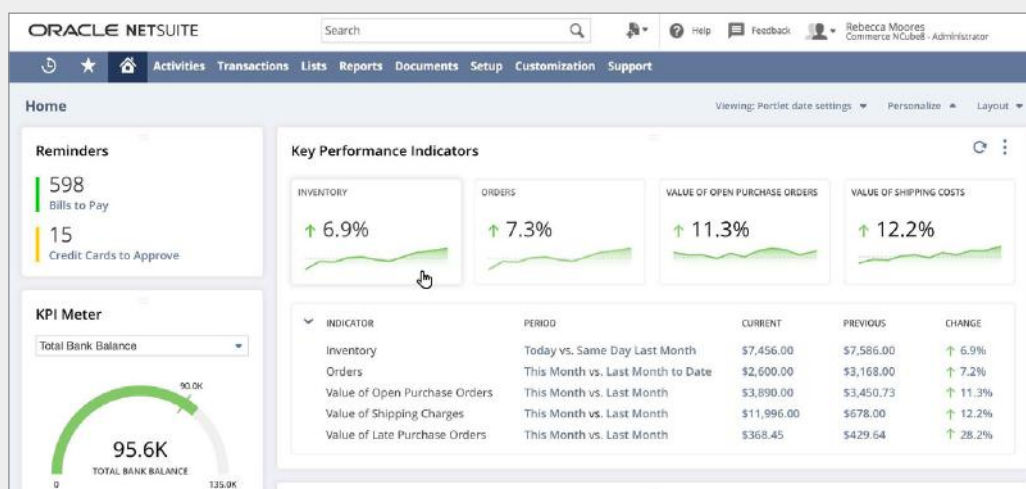 ORACLE NETSUITE
Search
Help
Feedback
Rebecca Moores
Commerce NCube8 - Administrator
Activities Transactions Lists Reports Documents Setup Customization Support
Home
Viewing: Portlet date settings
Personalize
Layout
Reminders
598
Bills to Pay
15
Credit Cards to Approve
KPI Meter
Total Bank Balance
90.0K
95.6K
TOTAL BANK BALANCE
0
135.0K
Key Performance Indicators
INVENTORY
6.9%
ORDERS
7.3%
VALUE OF OPEN PURCHASE ORDERS
11.3%
VALUE OF SHIPPING COSTS
12.2%
INDICATOR PERIOD CURRENT PREVIOUS CHANGE
Inventory Today vs. Same Day Last Month $7,456.00 $7,586.00 ↑ 6.9%
Orders This Month vs. Last Month to Date $2,600.00 $3,168.00 ↑ 7.2%
Value of Open Purchase Orders This Month vs. Last Month $3,890.00 $3,450.73 ↑ 11.3%
Value of Shipping Charges This Month vs. Last Month $11,996.00 $678.00 ↑ 12.2%
Value of Late Purchase Orders This Month vs. Last Month $368.45 $429.64 ↑ 28.2%